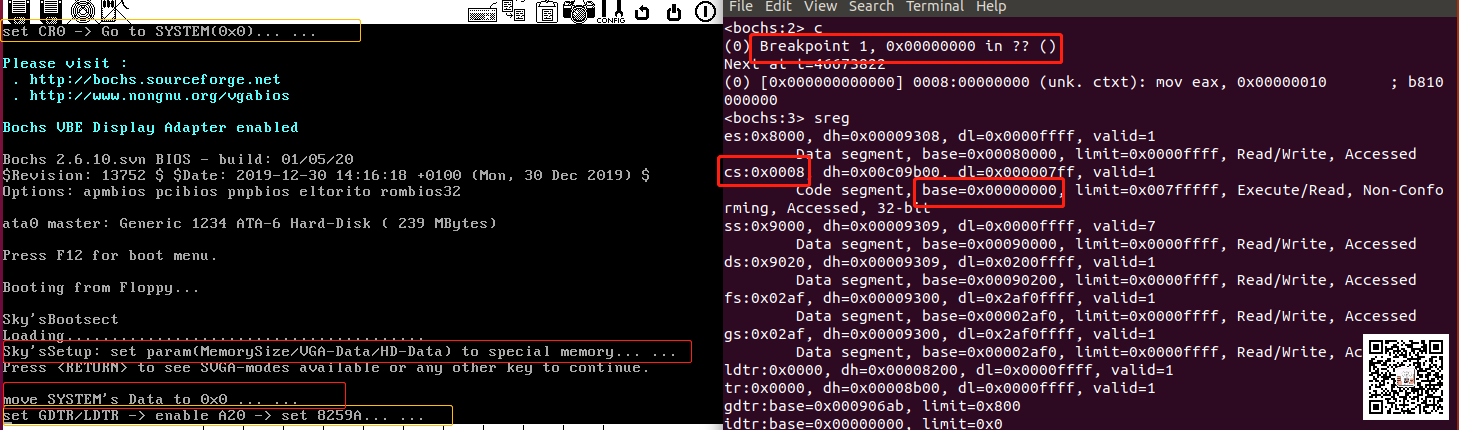 CONFIG
set CR0 -> Go to SYSTEM(0x0)... ...
Please visit :
. http://bochs.sourceforge.net
. http://www.nongnu.org/vgabios
Bochs VBE Display Adapter enabled
Bochs 2.6.10.svn BIOS - build: 01/05/20
$Revision: 13752 $ $Date: 2019-12-30 14:16:18 +0100 (Mon, 30 Dec 2019) $
Options: apmbios pcibios pnpbios eltorito rombios32
ata0 master: Generic 1234 ATA-6 Hard-Disk ( 239 MBytes)
Press F12 for boot menu.
Booting from Floppy...
Sky'sBootsect
Loading........................................
Sky'sSetup: set param(MemorySize/VGA-Data/HD-Data) to special memory... ...
Press <RETURN> to see SVGA-modes available or any other key to continue.
move SYSTEM's Data to 0x0 ... ...
set GDTR/LDTR -> enable A20 -> set 8259A... ...
File Edit View Search Terminal Help
<bochs:2> c
(0) Breakpoint 1, 0x00000000 in ?? ()
Next at t=46673822
(0) [0x000000000000] 0008:00000000 (unk. ctxt): mov eax, 0x00000010 ; b810
000000
<bochs:3> sreg
es:0x8000, dh=0x00009308, dl=0x0000ffff, valid=1
Data segment, base=0x00080000, limit=0x0000ffff, Read/Write, Accessed
cs:0x0008 dh=0x00c09b00, dl=0x000007ff, valid=1
Code segment, base=0x00000000, limit=0x007fffff, Execute/Read, Non-Confo
rming, Accessed, 32-bit
ss:0x9000, dh=0x00009309, dl=0x0000ffff, valid=7
Data segment, base=0x00090000, limit=0x0000ffff, Read/Write, Accessed
ds:0x9020, dh=0x00009309, dl=0x0200ffff, valid=1
Data segment, base=0x00090200, limit=0x0000ffff, Read/Write, Accessed
fs:0x02af, dh=0x00009300, dl=0x2af0ffff, valid=1
Data segment, base=0x00002af0, limit=0x0000ffff, Read/Write, Accessed
gs:0x02af, dh=0x00009300, dl=0x2af0ffff, valid=1
Data segment, base=0x00002af0, limit=0x0000ffff, Read/Write, Ac
ldtr:0x0000, dh=0x00008200, dl=0x0000ffff, valid=1
tr:0x0000, dh=0x00008b00, dl=0x0000ffff, valid=1
gdtr:base=0x000906ab, limit=0x800
idtr:base=0x00000000, limit=0x0